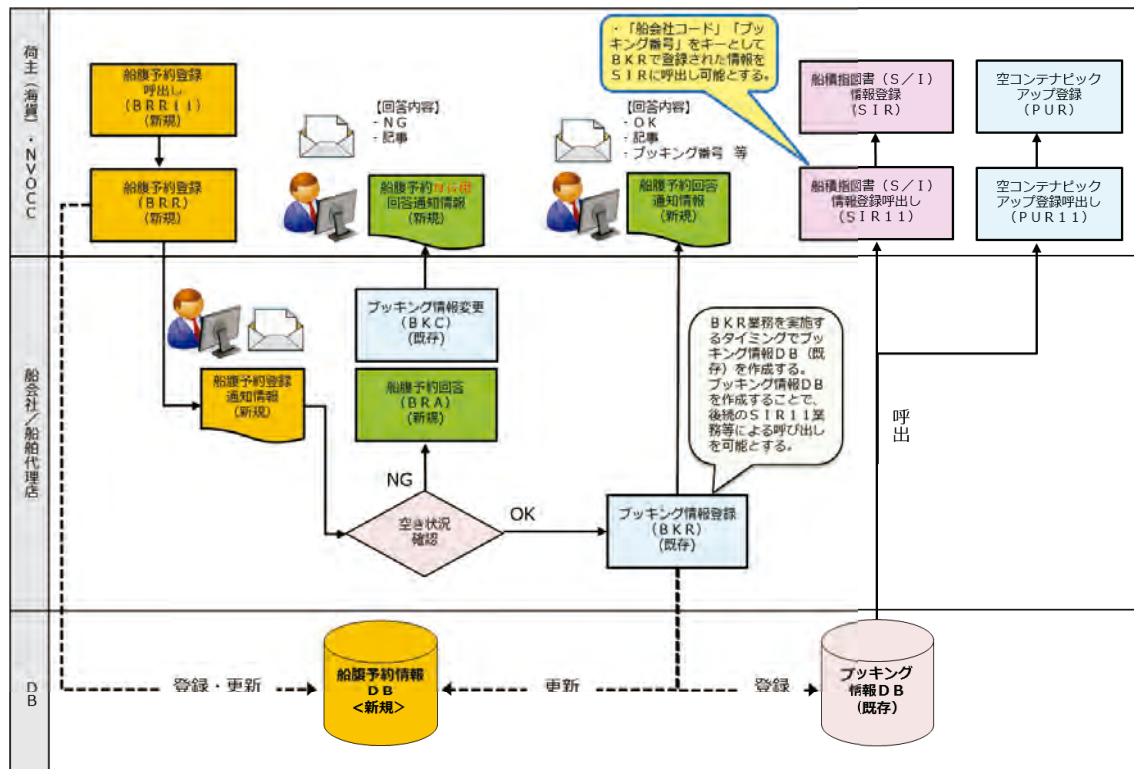 荷主（海貨）・NVOCC
船腹予約登録
呼出し
（BRR11）
(新規)
船腹予約登録
（BRR）
(新規)
【回答内容】
- NG
- 記事
船腹予約
回答通知情報
（新規）
【回答内容】
- OK
- 記事
- ブッキング番号 等
船腹予約回答
通知情報
(新規)
・「船会社コード」「ブッ
キング番号」をキーとして
BKRで登録された情報を
SIRに呼出し可能とする。
船積指図書（S／I）
情報登録
（SIR）
船積指図書（S／I）
情報登録呼出し
（SIR11）
空コンテナピック
アップ登録
（PUR）
空コンテナピック
アップ登録呼出し
（PUR11）
船会社／船舶代理店
船腹予約登録
通知情報
(新規)
ブッキング情報変更
（BKC）
(既存)
船腹予約回答
（BRA）
(新規)
NG
空き状況
確認
OK
ブッキング情報登録
（BKR）
(既存)
BKR業務を実施す
るタイミングでブッ
キング情報DB（既
存）を作成する。
ブッキング情報DB
を作成することで、
後続のSIR11業
務等による呼び出し
を可能とする。
呼出
DB
登録・更新
船腹予約情報
DB
<新規>
更新
登録
ブッキング
情報DB
(既存)